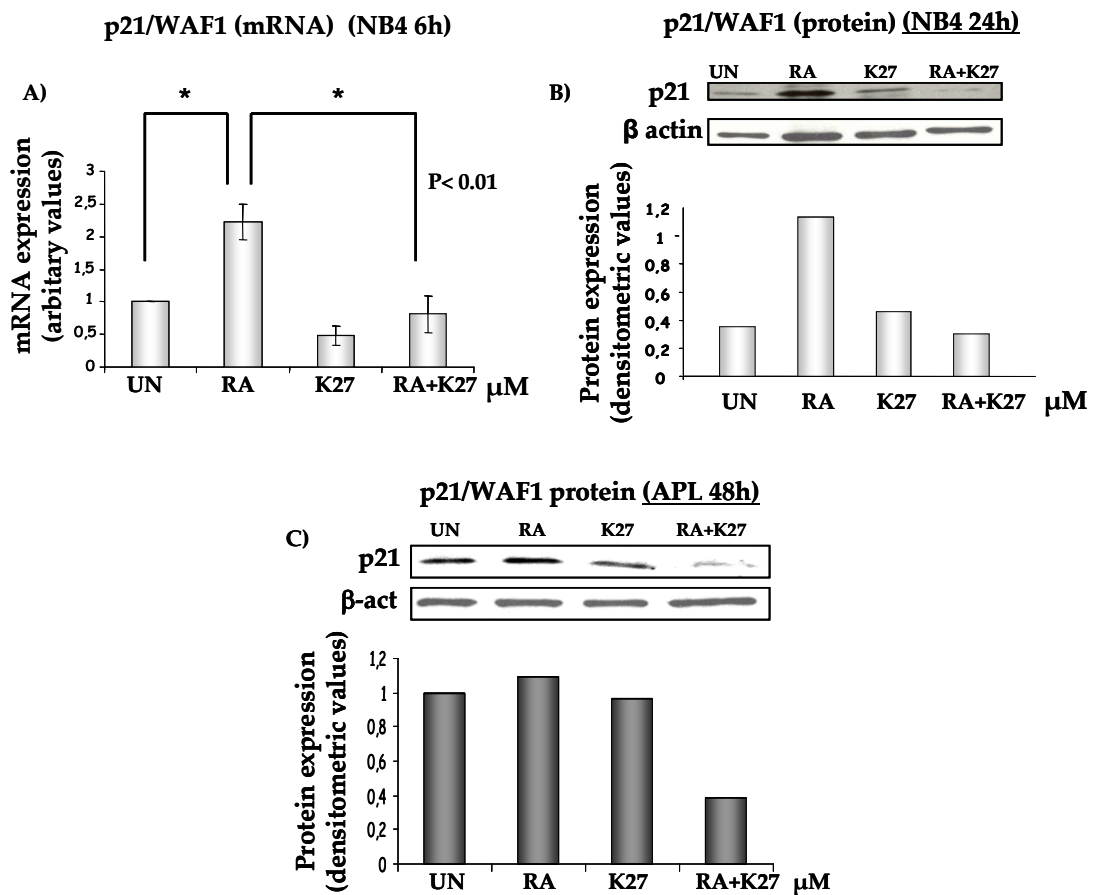 p21/WAF1 (mRNA) (NB4 6h)
A)
*
*
P< 0.01
mRNA expression
(arbitary values)
3
2,5
2
1,5
1
0,5
0
UN RA K27 RA+K27 µM
p21/WAF1 (protein) (NB4 24h)
B)
UN RA K27 RA+K27
p21
β actin
Protein expression
(densitometric values)
1,2
1
0,8
0,6
0,4
0,2
0
UN RA K27 RA+K27 µM
p21/WAF1 protein (APL 48h)
C)
UN RA K27 RA+K27
p21
β-act
Protein expression
(densitometric values)
1,2
1
0,8
0,6
0,4
0,2
0
UN RA K27 RA+K27 µM